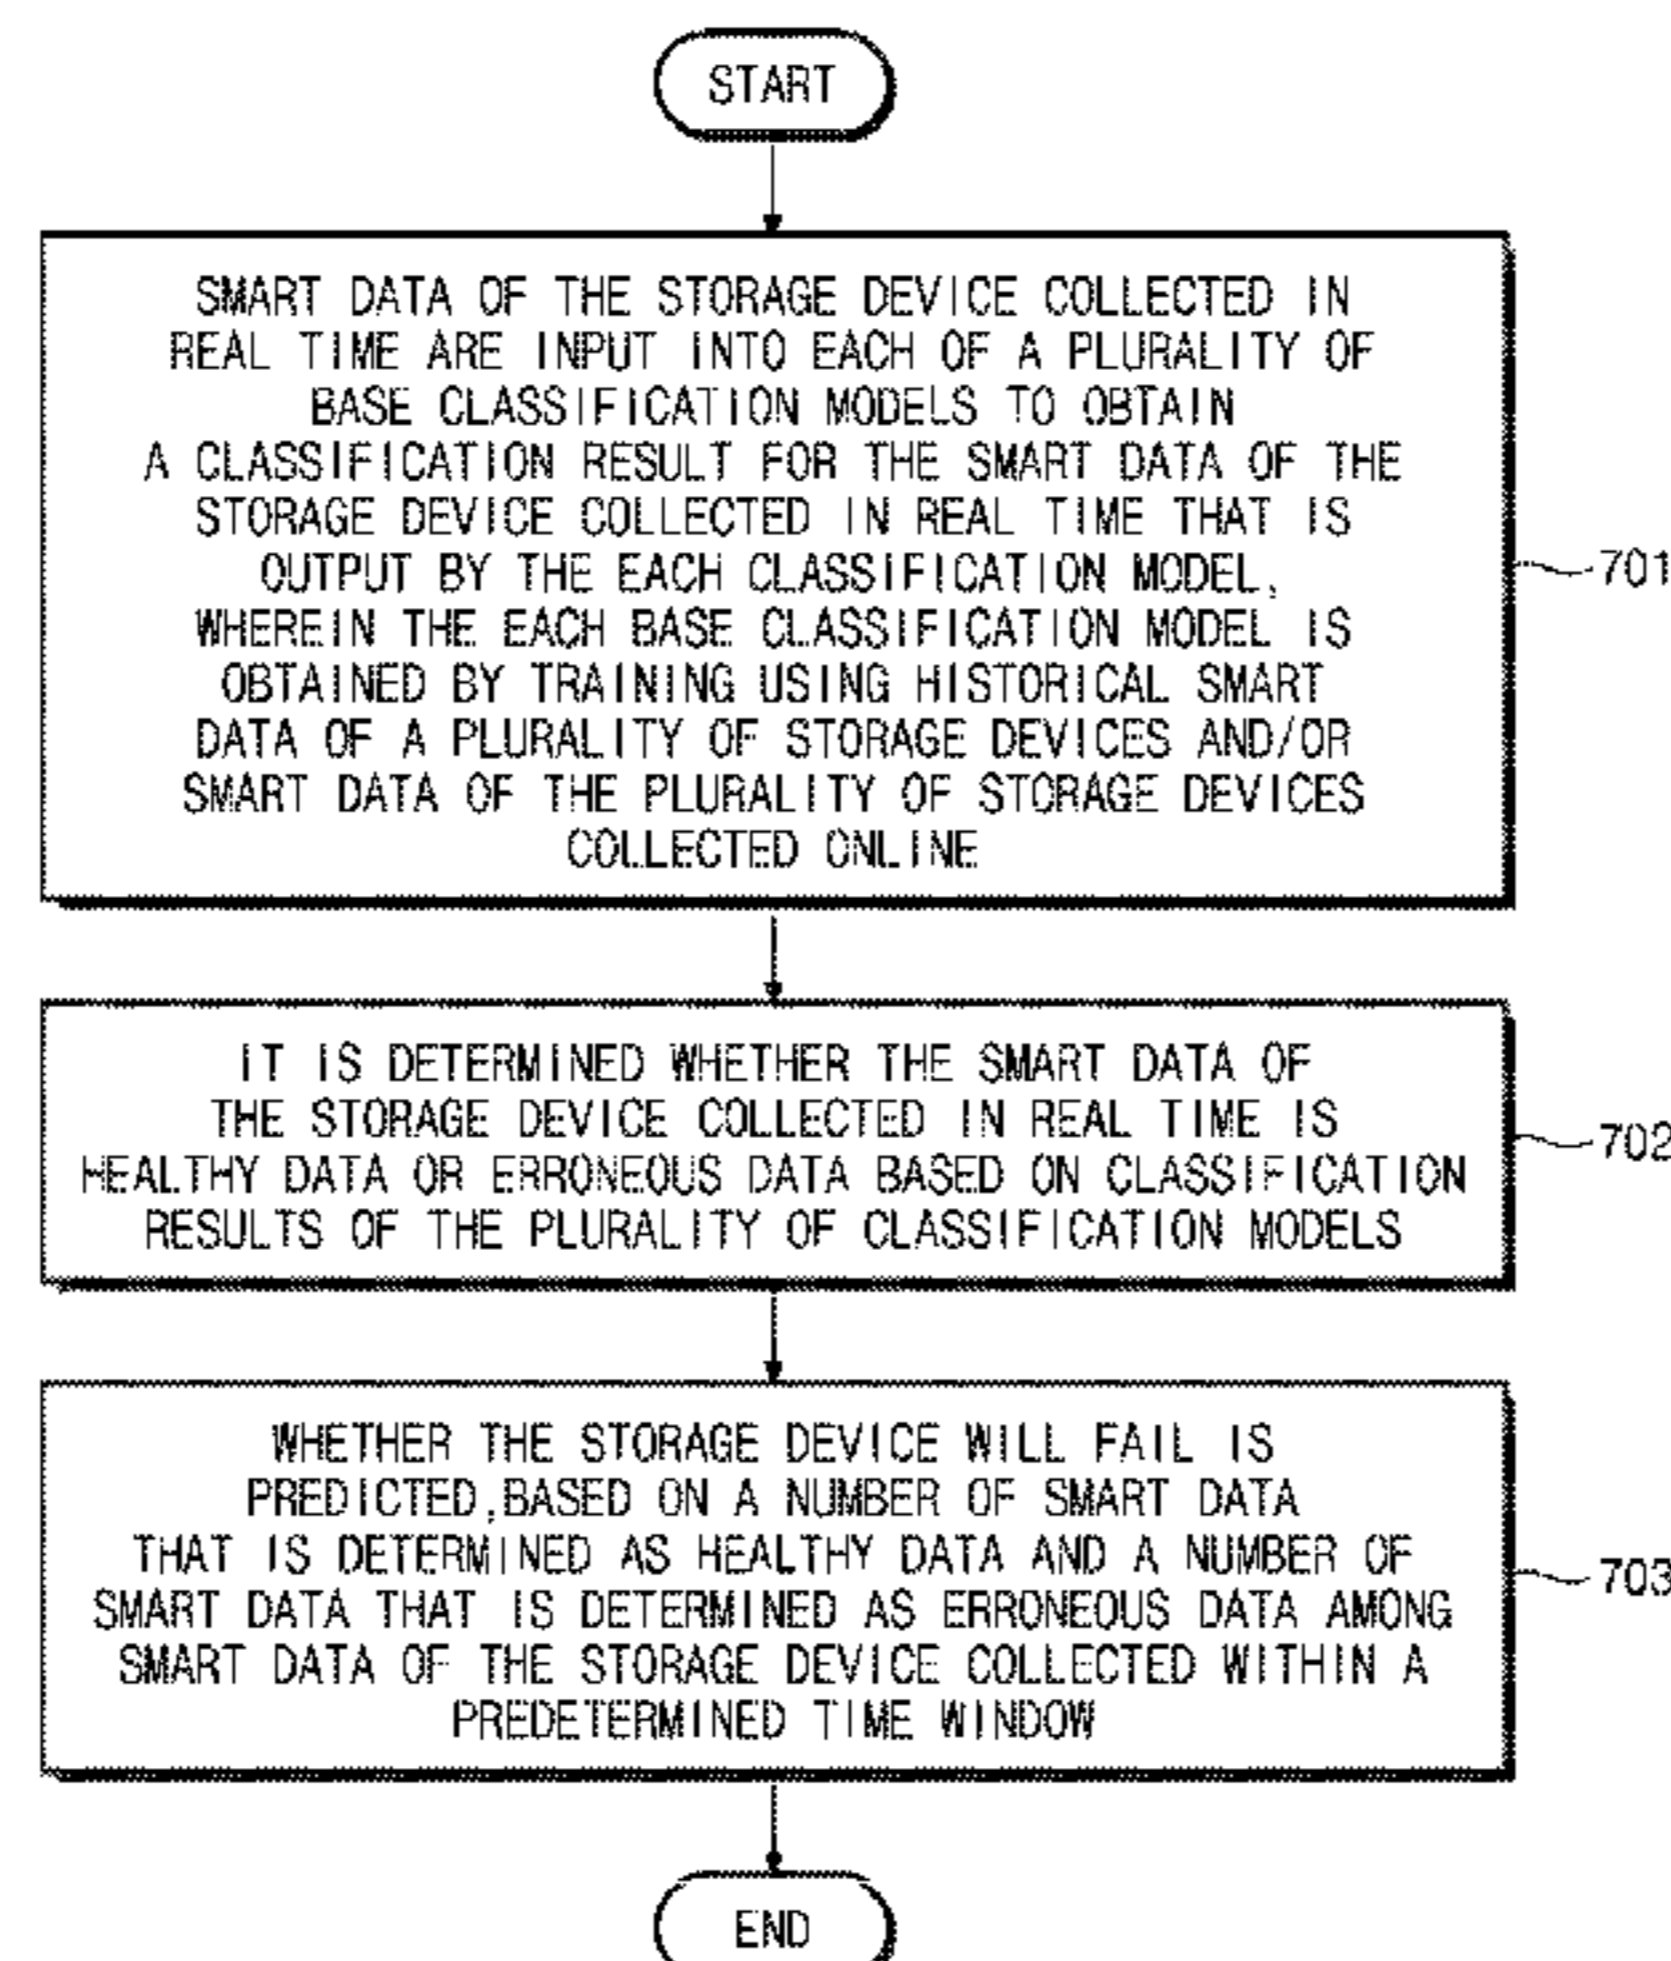 START
SMART DATA OF THE STORAGE DEVICE COLLECTED IN
REAL TIME ARE INPUT INTO EACH OF A PLURALITY OF
BASE CLASSIFICATION MODELS TO OBTAIN
A CLASSIFICATION RESULT FOR THE SMART DATA OF THE
STORAGE DEVICE COLLECTED IN REAL TIME THAT IS
OUTPUT BY THE EACH CLASSIFICATION MODEL,
WHEREIN THE EACH BASE CLASSIFICATION MODEL IS
OBTAINED BY TRAINING USING HISTORICAL SMART
DATA OF A PLURALITY OF STORAGE DEVICES AND/OR
SMART DATA OF THE PLURALITY OF STORAGE DEVICES
COLLECTED ONLINE
701
IT IS DETERMINED WHETHER THE SMART DATA OF
THE STORAGE DEVICE COLLECTED IN REAL TIME IS
HEALTHY DATA OR ERRONEOUS DATA BASED ON CLASSIFICATION
RESULTS OF THE PLURALITY OF CLASSIFICATION MODELS
702
WHETHER THE STORAGE DEVICE WILL FAIL IS
PREDICTED,BASED ON A NUMBER OF SMART DATA
THAT IS DETERMINED AS HEALTHY DATA AND A NUMBER OF
SMART DATA THAT IS DETERMINED AS ERRONEOUS DATA AMONG
SMART DATA OF THE STORAGE DEVICE COLLECTED WITHIN A
PREDETERMINED TIME WINDOW
703
END